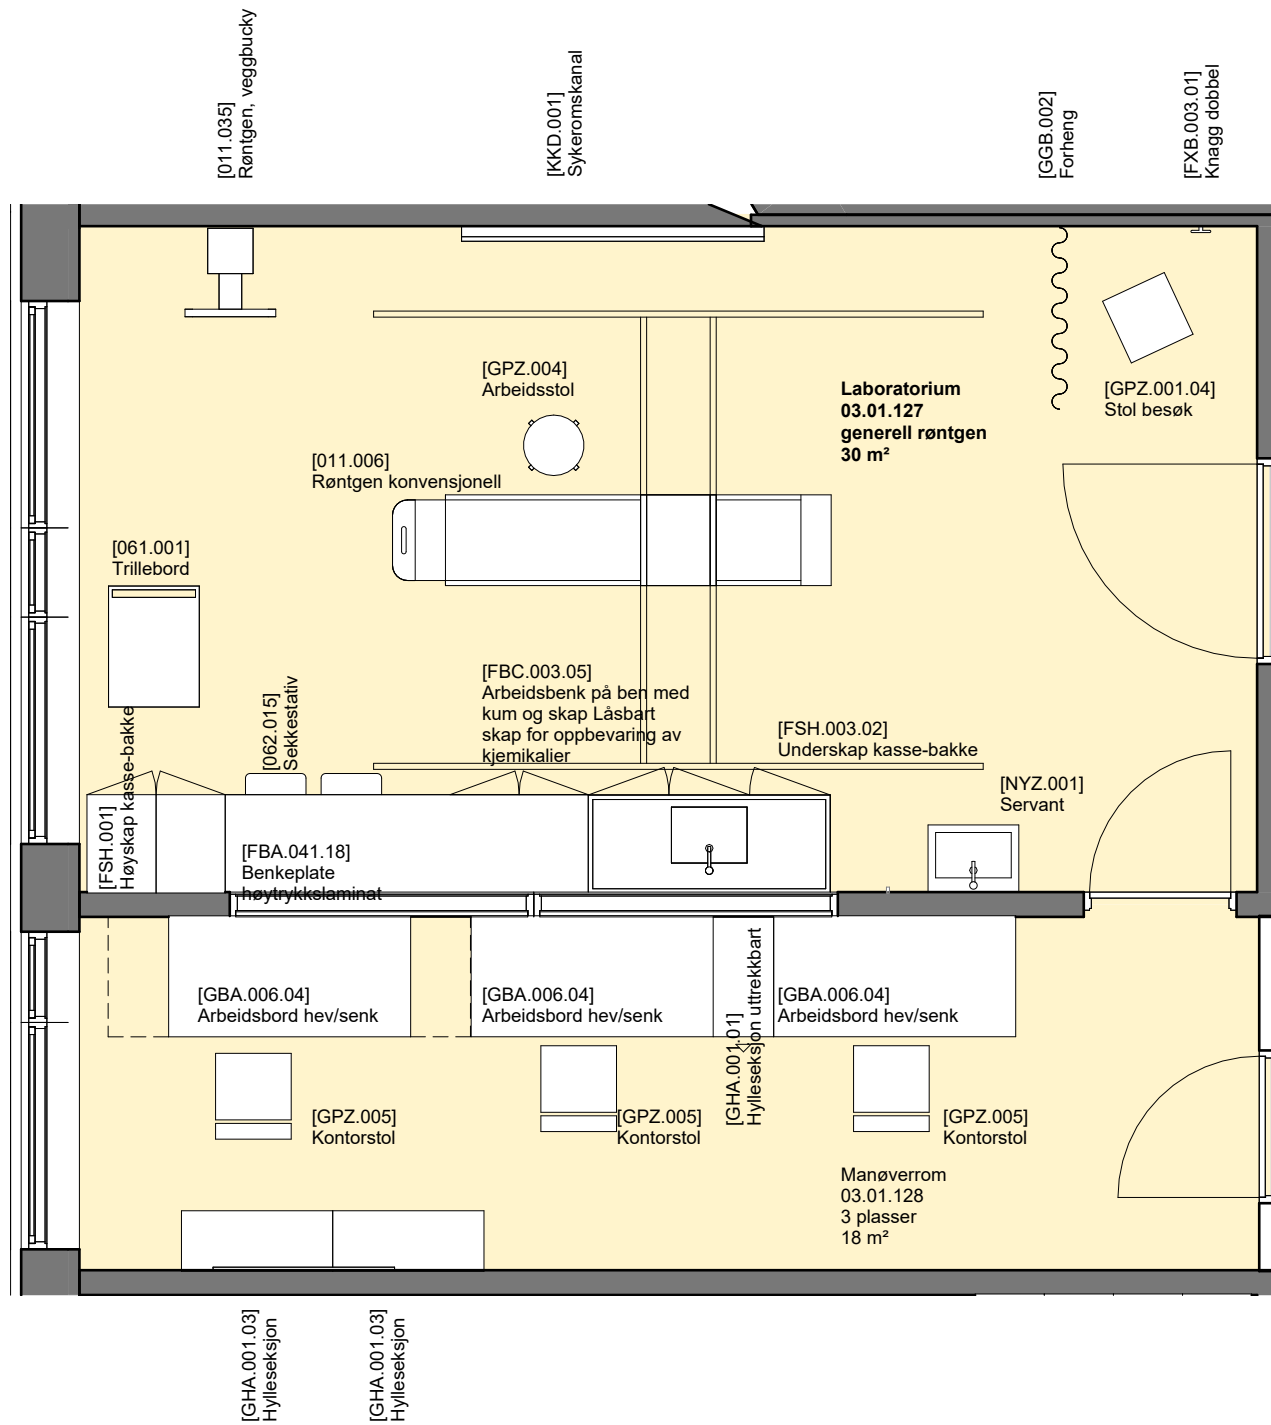 [011.035]
Røntgen, veggbucky
[KKD.001]
Sykeromskanal
[GGB.002]
Forheng
[FXB.003.01]
Knagg dobbel
[GPZ.004]
Arbeidsstol
Laboratorium
03.01.127
generell røntgen
30 m²
[GPZ.001.04]
Stol besøk
[011.006]
Røntgen konvensjonell
[061.001]
Trillebord
[062.015]
Sekkestativ
[FBC.003.05]
Arbeidsbenk på ben med
kum og skap Låsbart
skap for oppbevaring av
kjemikalier
[FSH.003.02]
Underskap kasse-bakke
[NYZ.001]
Servant
[FSH.001]
Høyskap kasse-bakke
[FBA.041.18]
Benkeplate
høytrykkslaminat
[GBA.006.04]
Arbeidsbord hev/senk
[GBA.006.04]
Arbeidsbord hev/senk
[GHA.001.01]
Hylleseksjon uttrekkbart
[GBA.006.04]
Arbeidsbord hev/senk
[GPZ.005]
Kontorstol
[GPZ.005]
Kontorstol
[GPZ.005]
Kontorstol
Manøverrom
03.01.128
3 plasser
18 m²
[GHA.001.03]
Hylleseksjon
[GHA.001.03]
Hylleseksjon